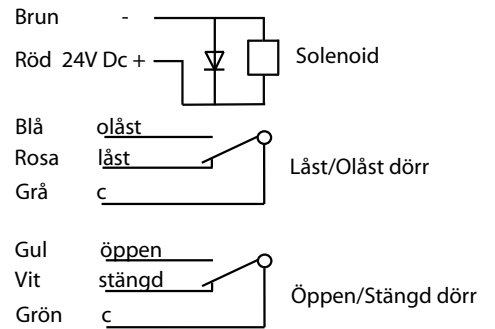 Brun -
Röd 24V Dc +
Solenoid
Blå olåst
Rosa låst
Låst/Olåst dörr
Grå c
Gul öppen
Vit stängd
Öppen/Stängd dörr
Grön c